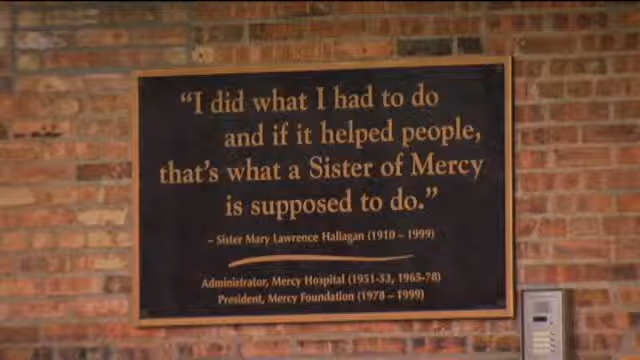 “I did what I had to do
and if it helped people,
that’s what a Sister of Mercy
is supposed to do.”
– Sister Mary Lawrence Hallagan (1910 – 1999)
Administrator, Mercy Hospital (1951-53, 1965-78)
President, Mercy Foundation (1978 – 1999)